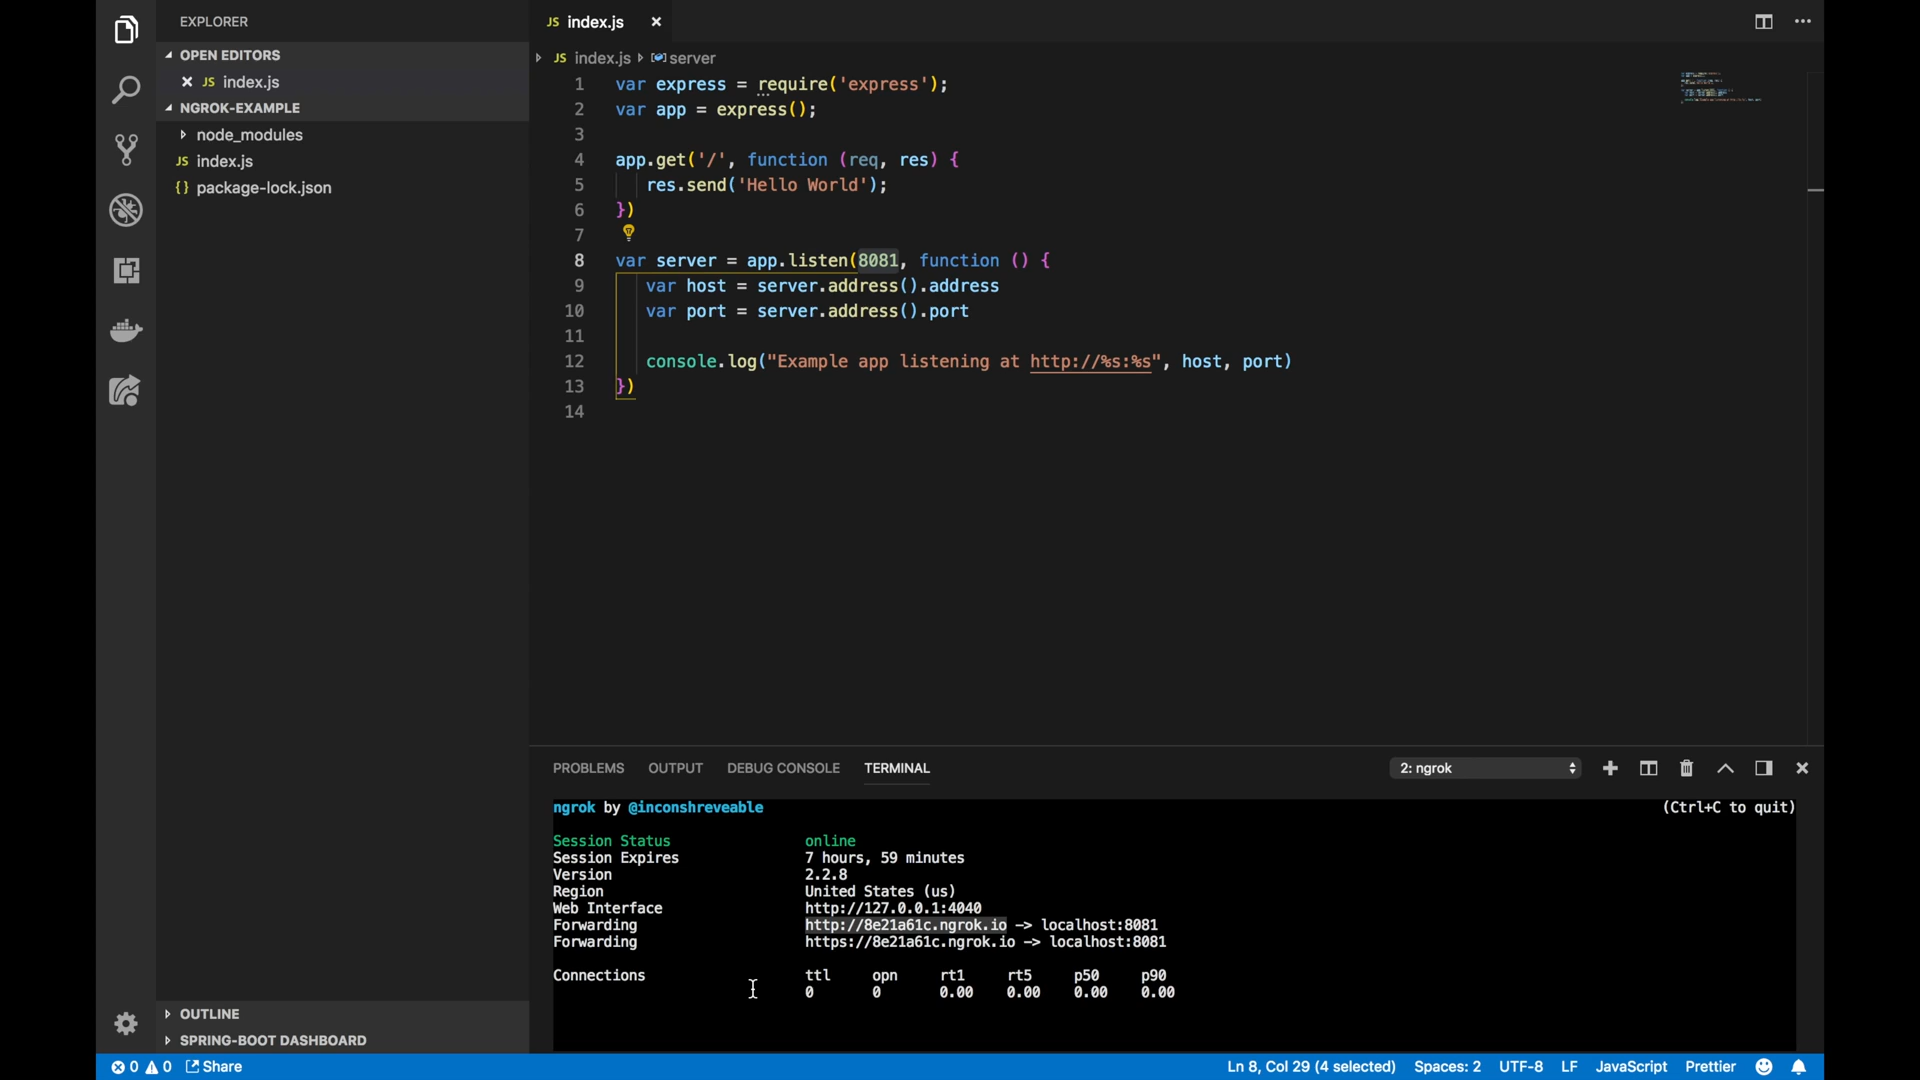 EXPLORER
OPEN EDITORS
JS index.js
NGROK-EXAMPLE
node_modules
JS index.js
{} package-lock.json
OUTLINE
SPRING-BOOT DASHBOARD
JS index.js
JS index.js server
1 var express = require('express');
2 var app = express();
3
4 app.get('/', function (req, res) {
5 res.send('Hello World');
6 })
7
8 var server = app.listen(8081, function () {
9 var host = server.address().address
10 var port = server.address().port
11
12 console.log("Example app listening at http://%s:%s", host, port)
13 })
14
PROBLEMS OUTPUT DEBUG CONSOLE TERMINAL 2: ngrok
ngrok by @inconshreveable (Ctrl+C to quit)
Session Status online
Session Expires 7 hours, 59 minutes
Version 2.2.8
Region United States (us)
Web Interface http://127.0.0.1:4040
Forwarding http://8e21a61c.ngrok.io -> localhost:8081
Forwarding https://8e21a61c.ngrok.io -> localhost:8081
Connections ttl opn rt1 rt5 p50 p90
0 0 0.00 0.00 0.00 0.00
0 0 Share Ln 8, Col 29 (4 selected) Spaces: 2 UTF-8 LF JavaScript Prettier